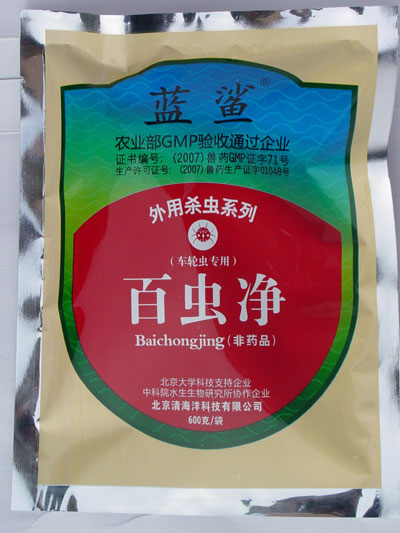 蓝鲨®
农业部GMP验收通过企业
证书编号:(2007)兽药GMP证字71号
生产许可证号:(2007)兽药生产证字01048号
外用杀虫系列
(车轮虫专用)
百虫净
Baichongjing(非药品)
北京大学科技支持企业
中科院水生生物研究所协作企业
北京清海洋科技有限公司
600克/袋